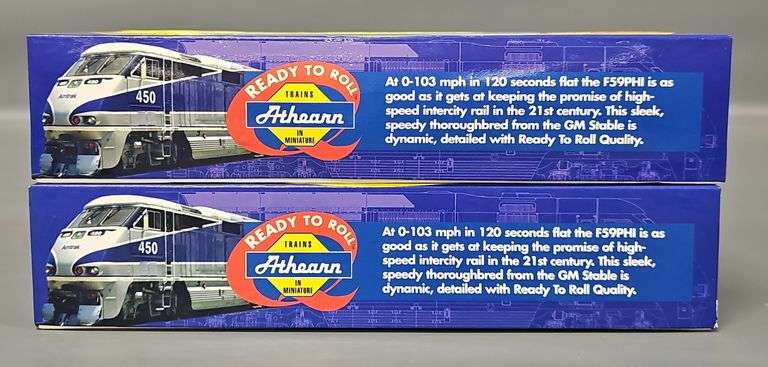 Amtrak
450
READY TO ROLL
TRAINS
Athearn
IN
MINIATURE
At 0-103 mph in 120 seconds flat the F59PHI is as
good as it gets at keeping the promise of high-
speed intercity rail in the 21st century. This sleek,
speedy thoroughbred from the GM Stable is
dynamic, detailed with Ready To Roll Quality.
Amtrak
450
READY TO ROLL
TRAINS
Athearn
IN
MINIATURE
At 0-103 mph in 120 seconds flat the F59PHI is as
good as it gets at keeping the promise of high-
speed intercity rail in the 21st century. This sleek,
speedy thoroughbred from the GM Stable is
dynamic, detailed with Ready To Roll Quality.